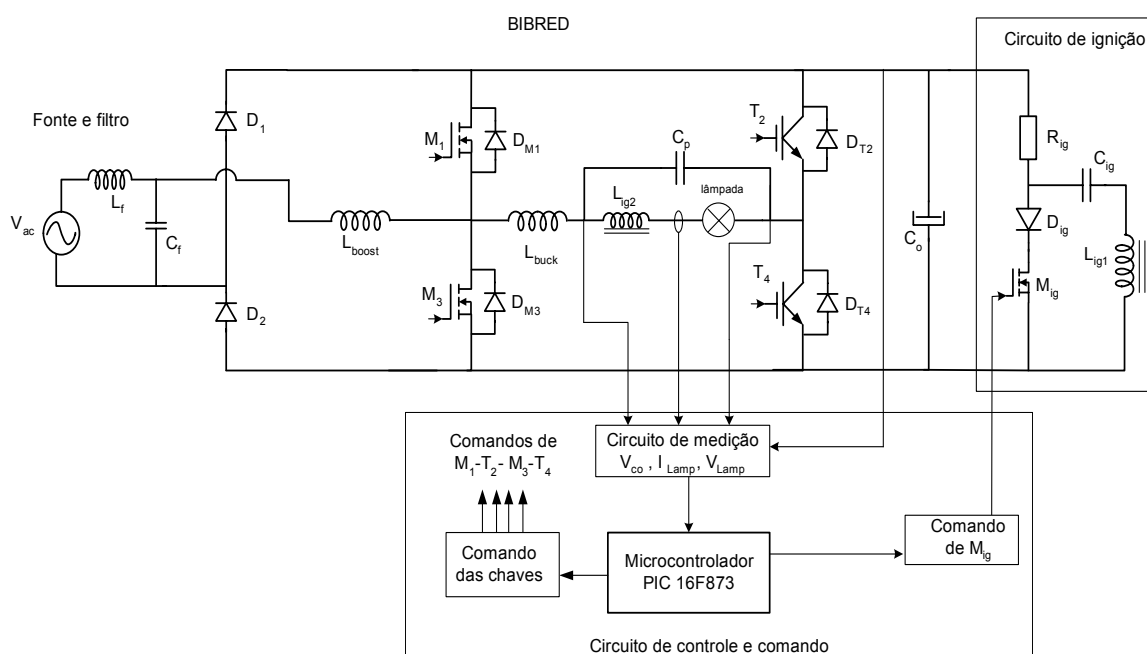 BIBRED
Circuito de ignição
Fonte e filtro
D1
M1
DM1
T2
DT2
Cp
Rig
Cig
Lf
Vac
Cf
Lboost
Lbuck
Lig2
lâmpada
Co
Dig
Lig1
Mig
D2
M3
DM3
T4
DT4
Comandos de
M1-T2- M3-T4
Circuito de medição
Vco , I Lamp, VLamp
Comando
das chaves
Microcontrolador
PIC 16F873
Comando
de Mig
Circuito de controle e comando